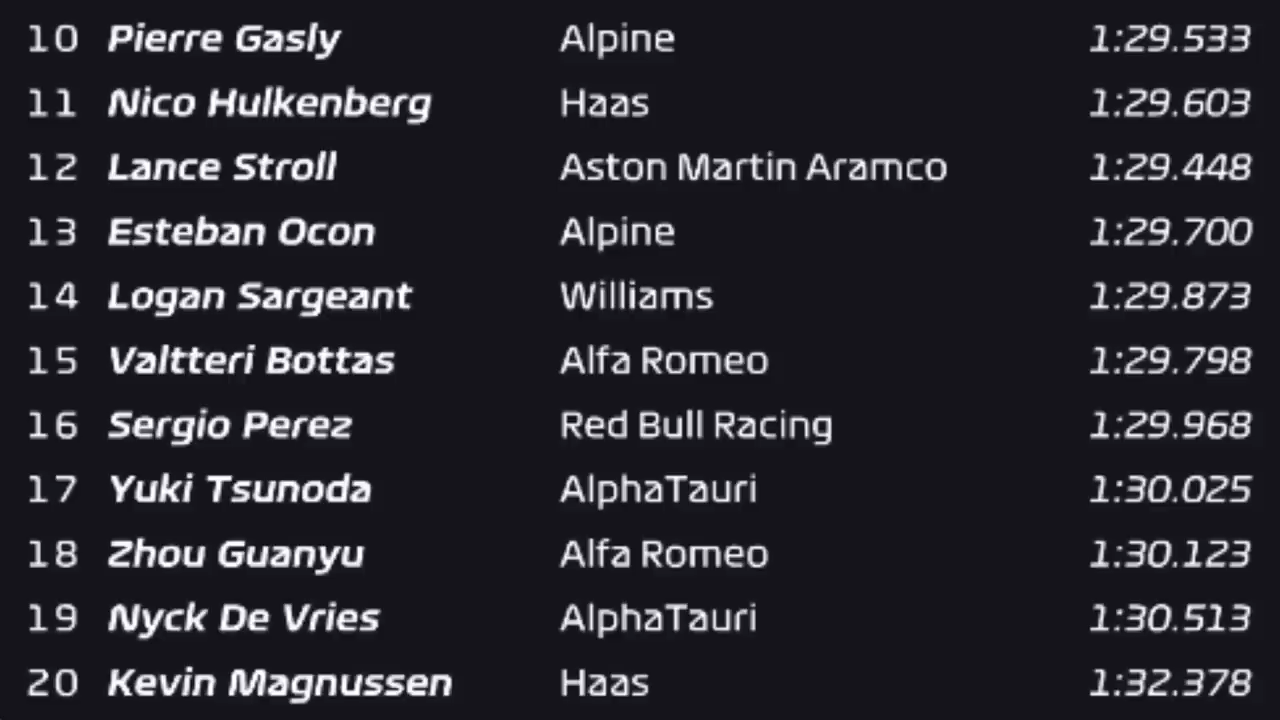 10 Pierre Gasly Alpine 1:29.533
11 Nico Hulkenberg Haas 1:29.603
12 Lance Stroll Aston Martin Aramco 1:29.448
13 Esteban Ocon Alpine 1:29.700
14 Logan Sargeant Williams 1:29.873
15 Valtteri Bottas Alfa Romeo 1:29.798
16 Sergio Perez Red Bull Racing 1:29.968
17 Yuki Tsunoda AlphaTauri 1:30.025
18 Zhou Guanyu Alfa Romeo 1:30.123
19 Nyck De Vries AlphaTauri 1:30.513
20 Kevin Magnussen Haas 1:32.378